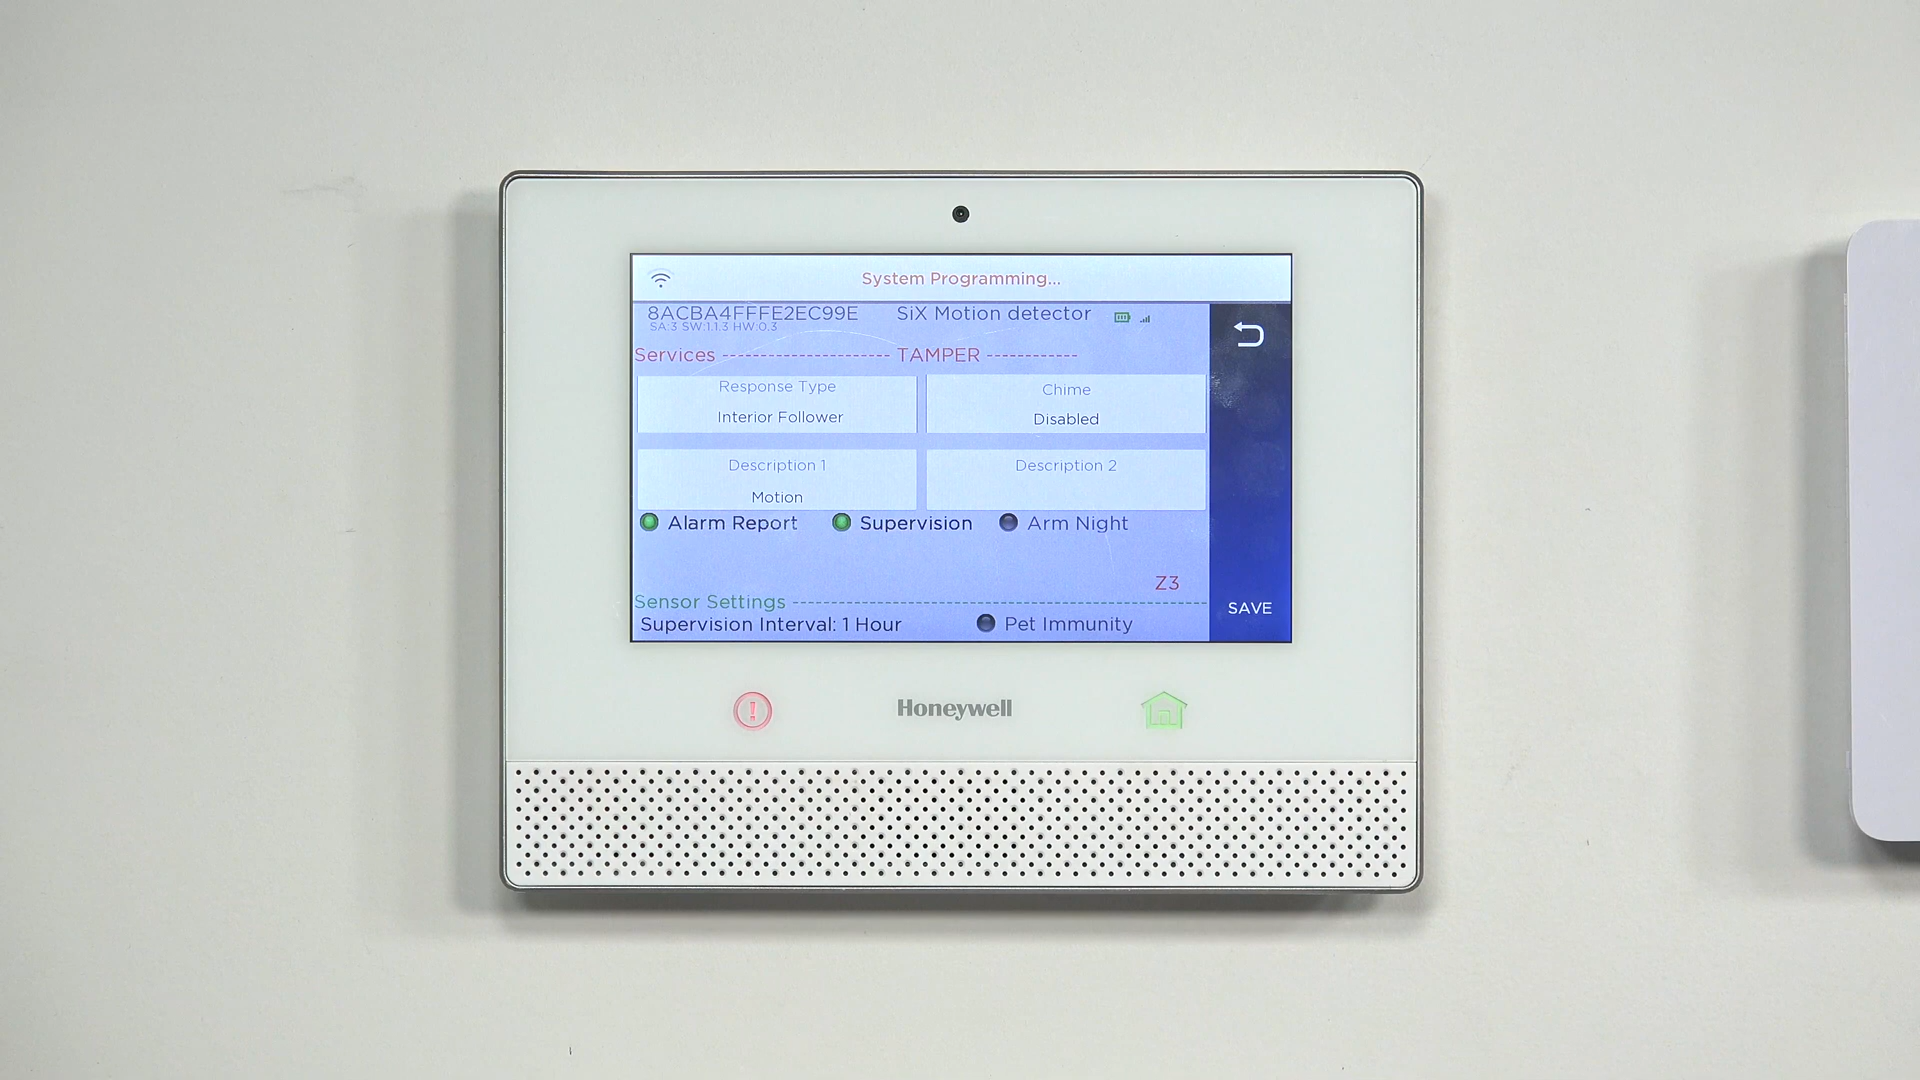 System Programming...
8ACBA4FFFE2EC99E SiX Motion detector
SA:3 SW:1.1.3 HW:0.3
Services ---------------------- TAMPER ------------
Response Type Chime
Interior Follower Disabled
Description 1 Description 2
Motion
Alarm Report Supervision Arm Night
Z3
Sensor Settings
SAVE
Supervision Interval: 1 Hour Pet Immunity
Honeywell